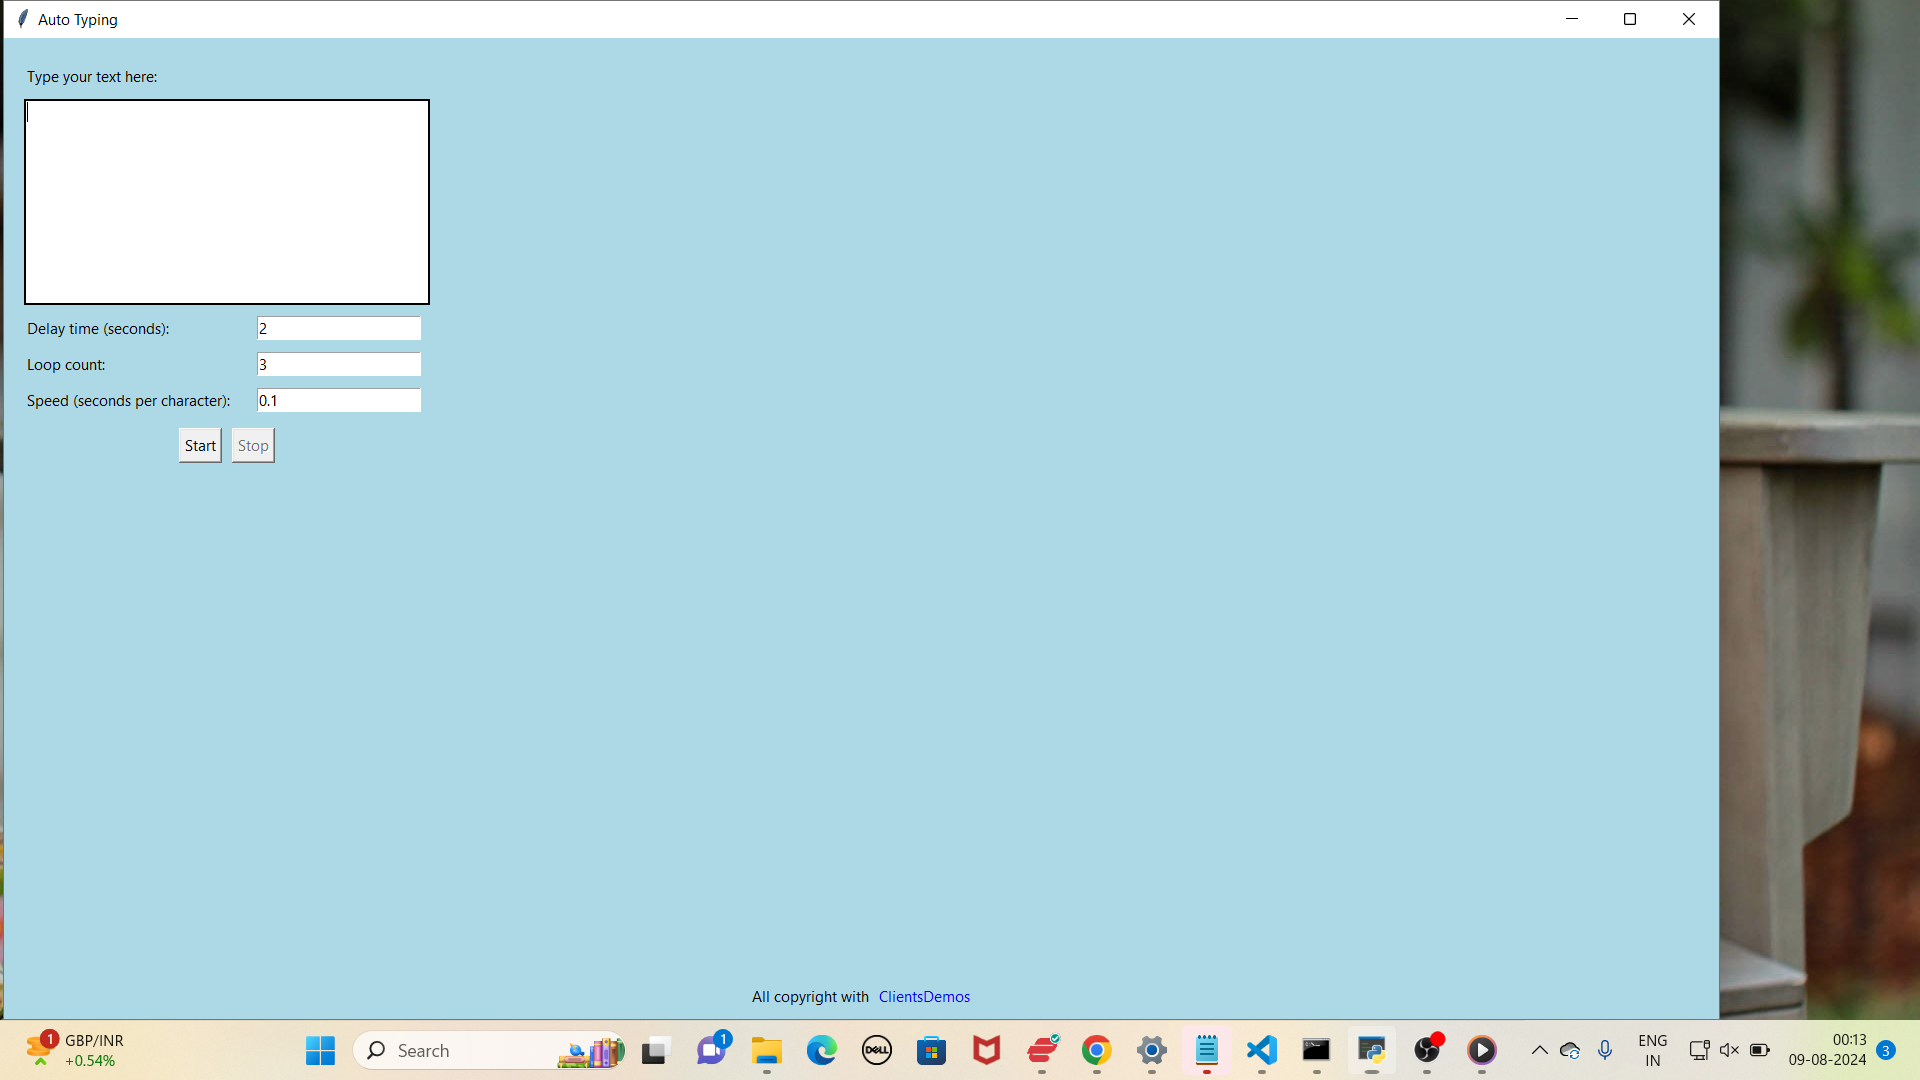 Auto Typing
Type your text here:
Delay time (seconds): 2
Loop count: 3
Speed (seconds per character): 0.1
Start Stop
All copyright with ClientsDemos
1 GBP/INR
+0.54%
Search
1
DELL
ENG
IN
00:13
09-08-2024
3